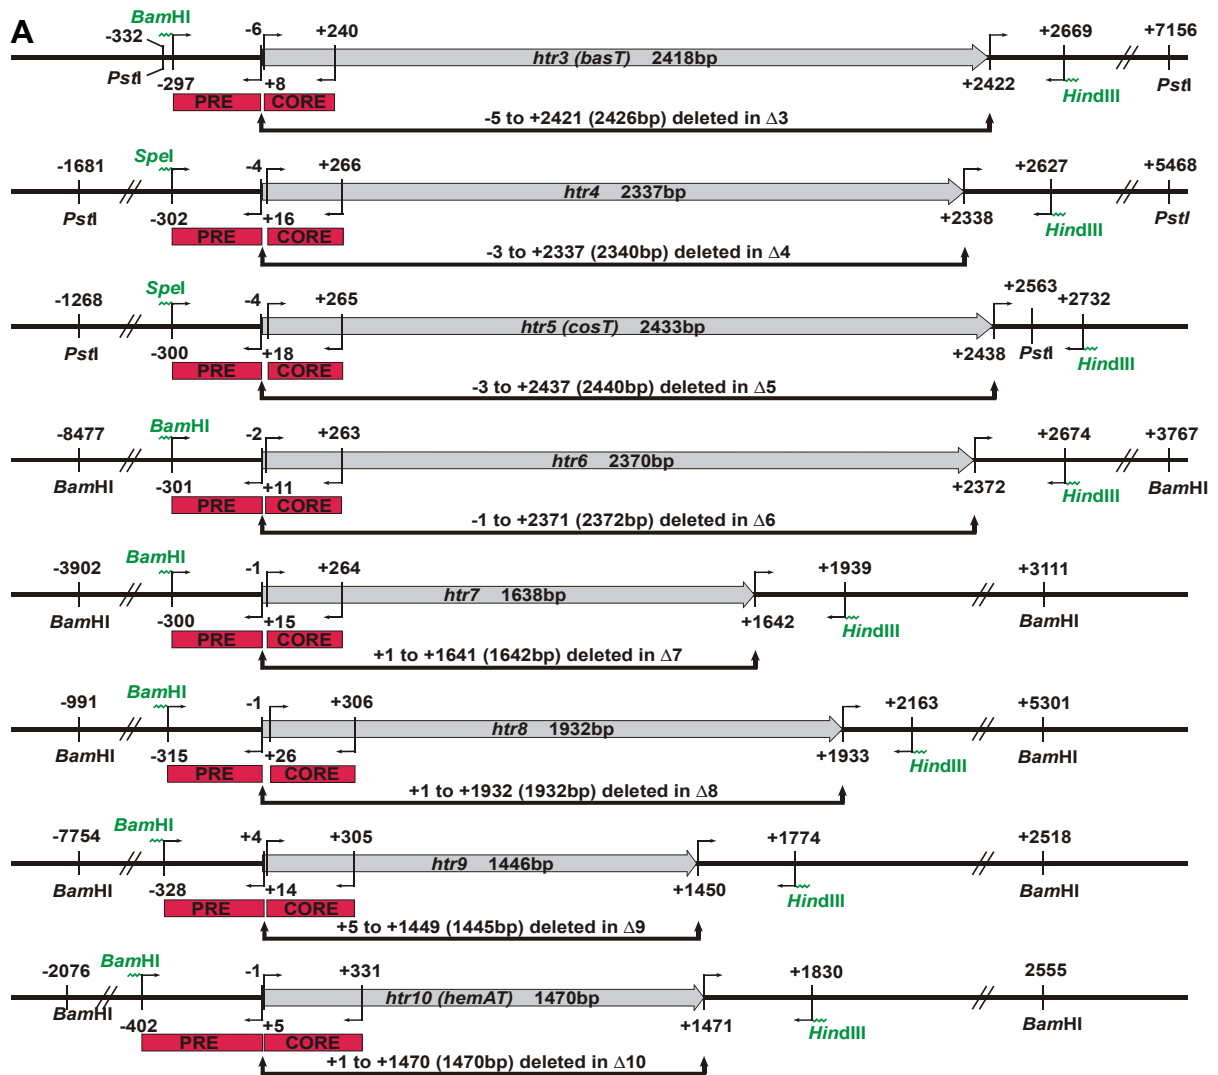 A
BamHI
-332 -6 +240 htr3 (basT) 2418bp +2669 +7156
PstI -297 +8 +2422 HindIII PstI
PRE CORE
-5 to +2421 (2426bp) deleted in Δ3
SpeI
-1681 -4 +266 htr4 2337bp +2627 +5468
PstI -302 +16 +2338 HindIII PstI
PRE CORE
-3 to +2337 (2340bp) deleted in Δ4
SpeI
-1268 -4 +265 htr5 (cosT) 2433bp +2563 +2732
PstI -300 +18 +2438 PstI HindIII
PRE CORE
-3 to +2437 (2440bp) deleted in Δ5
BamHI
-8477 -2 +263 htr6 2370bp +2674 +3767
BamHI -301 +11 +2372 HindIII BamHI
PRE CORE
-1 to +2371 (2372bp) deleted in Δ6
BamHI
-3902 -1 +264 htr7 1638bp +1939 +3111
BamHI -300 +15 +1642 HindIII BamHI
PRE CORE
+1 to +1641 (1642bp) deleted in Δ7
BamHI
-991 -1 +306 htr8 1932bp +2163 +5301
BamHI -315 +26 +1933 HindIII BamHI
PRE CORE
+1 to +1932 (1932bp) deleted in Δ8
BamHI
-7754 +4 +305 htr9 1446bp +1774 +2518
BamHI -328 +14 +1450 HindIII BamHI
PRE CORE
+5 to +1449 (1445bp) deleted in Δ9
BamHI
-2076 -1 +331 htr10 (hemAT) 1470bp +1830 2555
BamHI -402 +5 +1471 HindIII BamHI
PRE CORE
+1 to +1470 (1470bp) deleted in Δ10